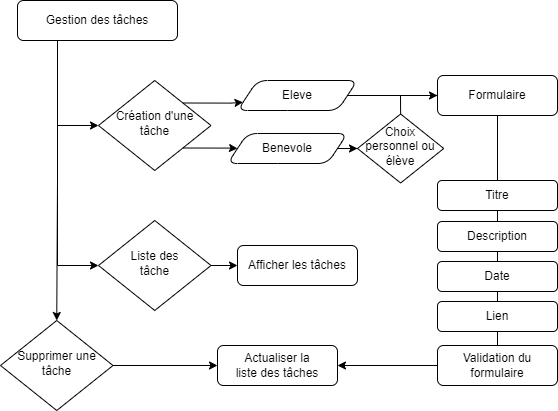 Gestion des tâches
Création d'une
tâche
Eleve
Benevole
Choix
personnel ou
élève
Formulaire
Titre
Description
Date
Lien
Validation du
formulaire
Liste des
tâche
Afficher les tâches
Supprimer une
tâche
Actualiser la
liste des tâches